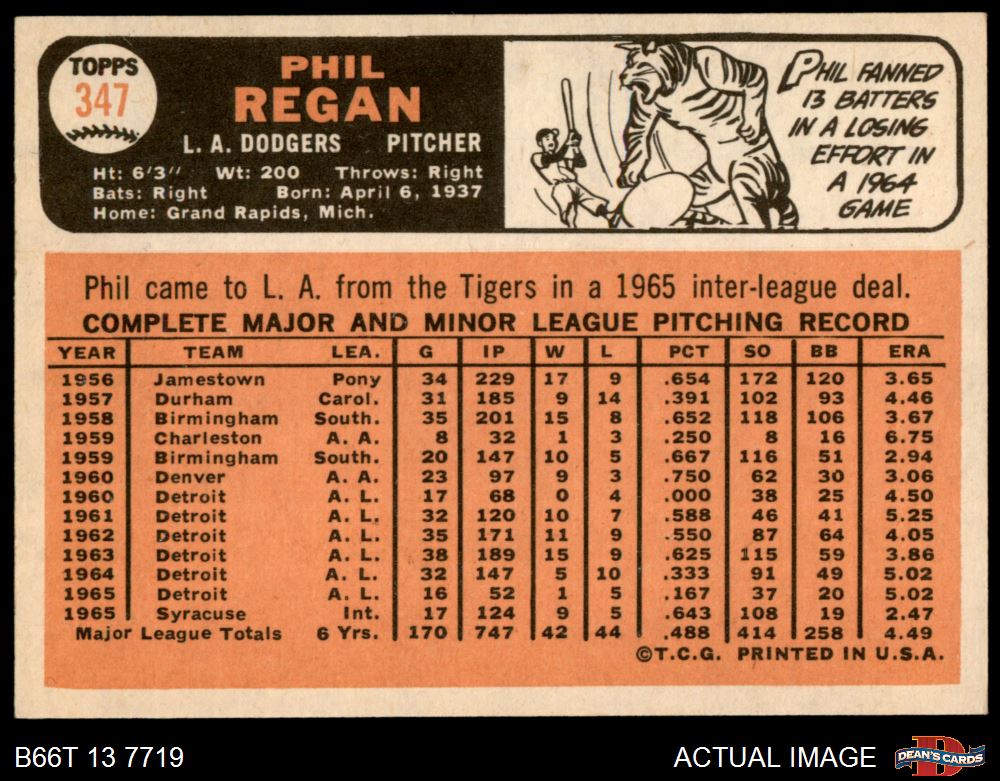 TOPPS
347
PHIL
REGAN
L. A. DODGERS PITCHER
Ht: 6'3" Wt: 200 Throws: Right
Bats: Right Born: April 6, 1937
Home: Grand Rapids, Mich.
PHIL FANNED
13 BATTERS
IN A LOSING
EFFORT IN
A 1964
GAME
Phil came to L. A. from the Tigers in a 1965 inter-league deal.
COMPLETE MAJOR AND MINOR LEAGUE PITCHING RECORD
YEAR TEAM LEA. G IP W L PCT SO BB ERA
1956 Jamestown Pony 34 229 17 9 .654 172 120 3.65
1957 Durham Carol. 31 185 9 14 .391 102 93 4.46
1958 Birmingham South. 35 201 15 8 .652 118 106 3.67
1959 Charleston A. A. 8 32 1 3 .250 8 16 6.75
1959 Birmingham South. 20 147 10 5 .667 116 51 2.94
1960 Denver A. A. 23 97 9 3 .750 62 30 3.06
1960 Detroit A. L. 17 68 0 4 .000 38 25 4.50
1961 Detroit A. L. 32 120 10 7 .588 46 41 5.25
1962 Detroit A. L. 35 171 11 9 .550 87 64 4.05
1963 Detroit A. L. 38 189 15 9 .625 115 59 3.86
1964 Detroit A. L. 32 147 5 10 .333 91 49 5.02
1965 Detroit A. L. 16 52 1 5 .167 37 20 5.02
1965 Syracuse Int. 17 124 9 5 .643 108 19 2.47
Major League Totals 6 Yrs. 170 747 42 44 .488 414 258 4.49
©T.C.G. PRINTED IN U.S.A.
B66T 13 7719
ACTUAL IMAGE
DEAN'S CARDS